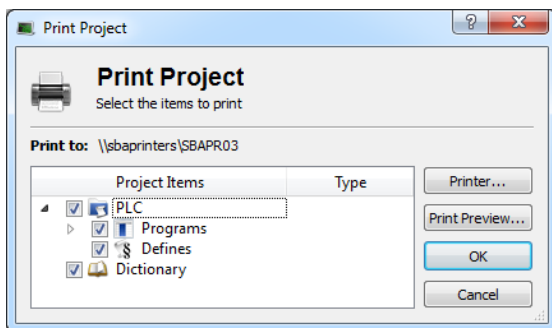 Print Project
Print Project
Select the items to print
Print to: \\sbaprinters\SBAPR03
Project Items Type
PLC
Programs
Defines
Dictionary
Printer...
Print Preview...
OK
Cancel